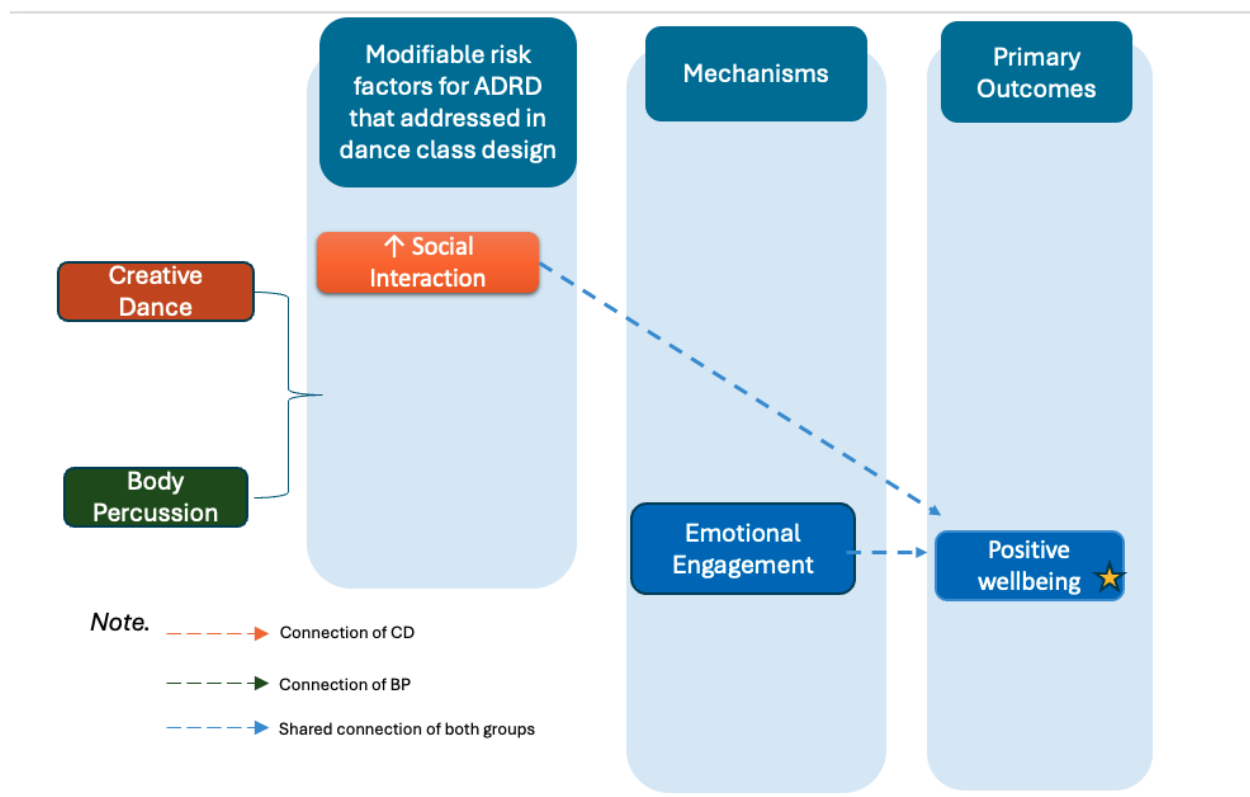 Modifiable risk
factors for ADRD
that addressed in
dance class design
Mechanisms
Primary
Outcomes
↑ Social
Interaction
Creative
Dance
Body
Percussion
Emotional
Engagement
Positive
wellbeing
Note.
Connection of CD
Connection of BP
Shared connection of both groups